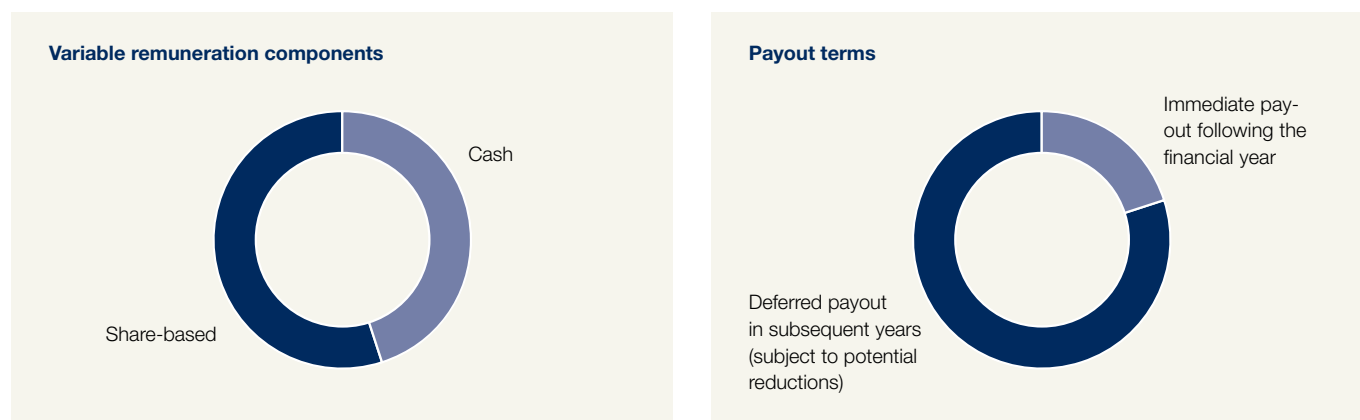 Variable remuneration components
Cash
Share-based
Payout terms
Immediate pay-
out following the
financial year
Deferred payout
in subsequent years
(subject to potential
reductions)